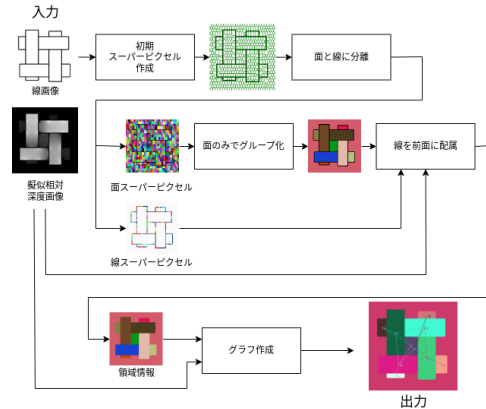 入力
線画像
初期
スーパーピクセル
作成
面と線に分離
擬似相対
深度画像
面スーパーピクセル
面のみでグループ化
線を前面に配属
線スーパーピクセル
領域情報
グラフ作成
出力